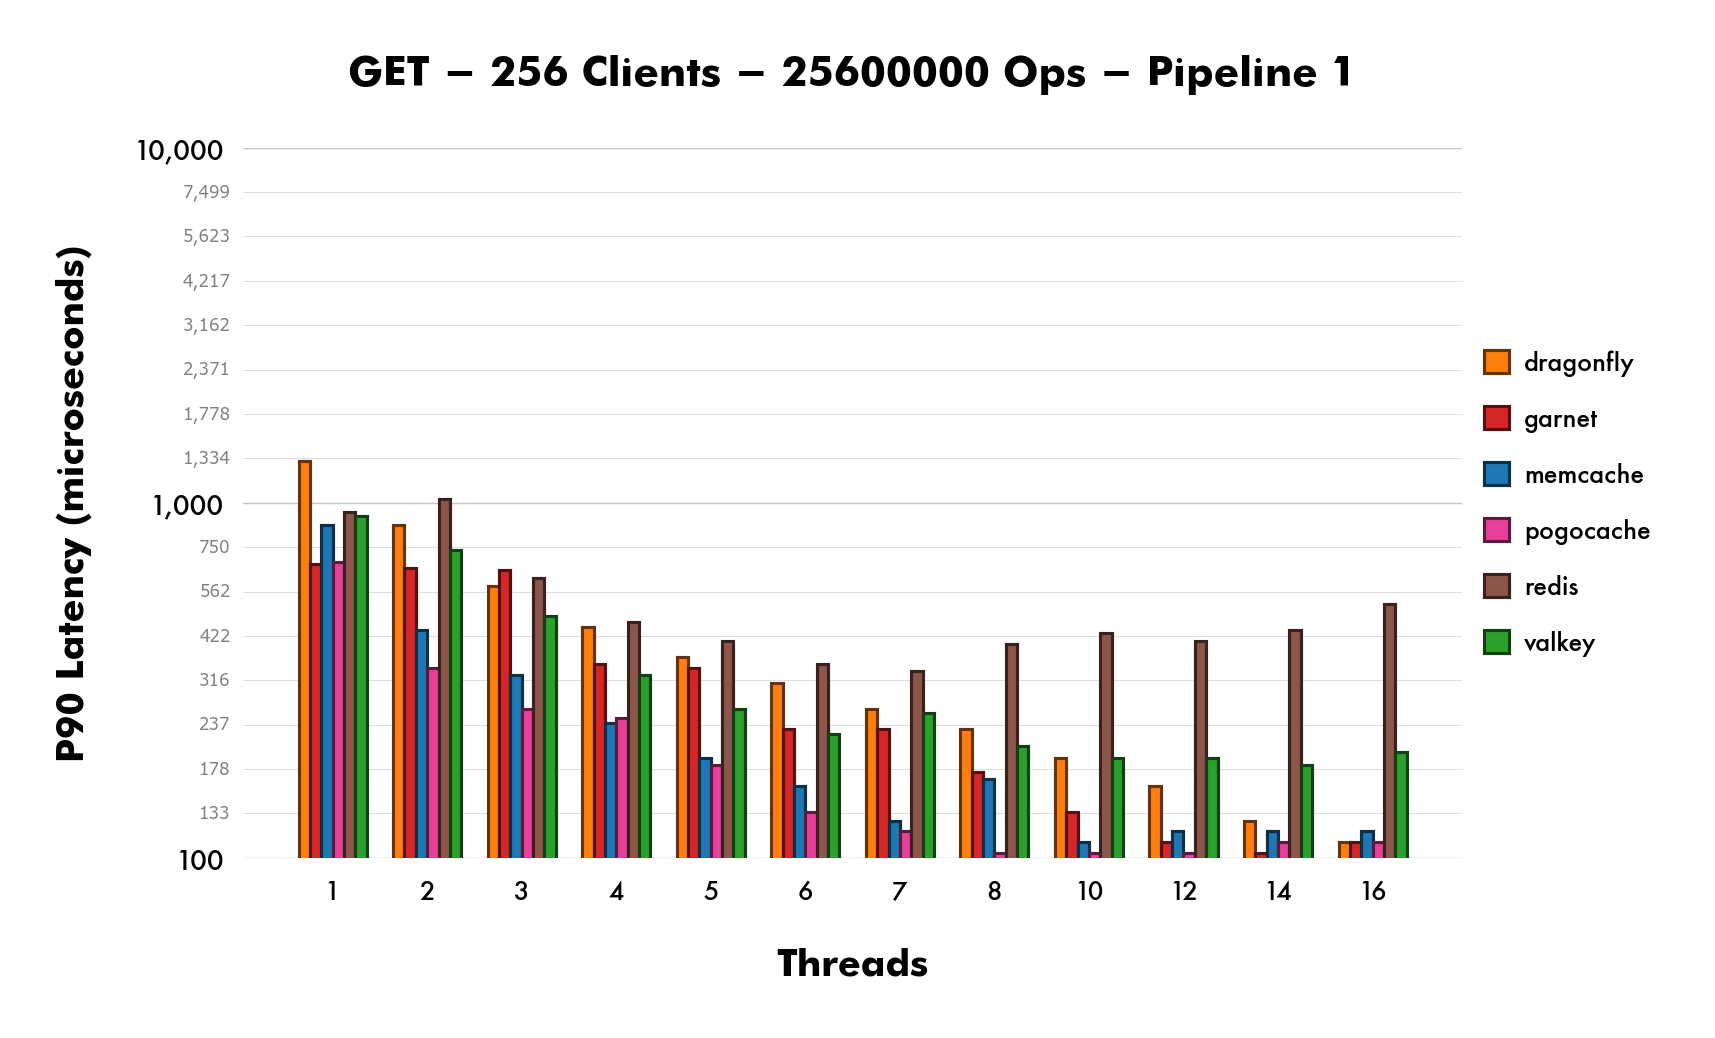 GET – 256 Clients – 25600000 Ops – Pipeline 1
P90 Latency (microseconds)
10,000
7,499
5,623
4,217
3,162
2,371
1,778
1,334
1,000
750
562
422
316
237
178
133
100
1 2 3 4 5 6 7 8 10 12 14 16
Threads
dragonfly
garnet
memcache
pogocache
redis
valkey